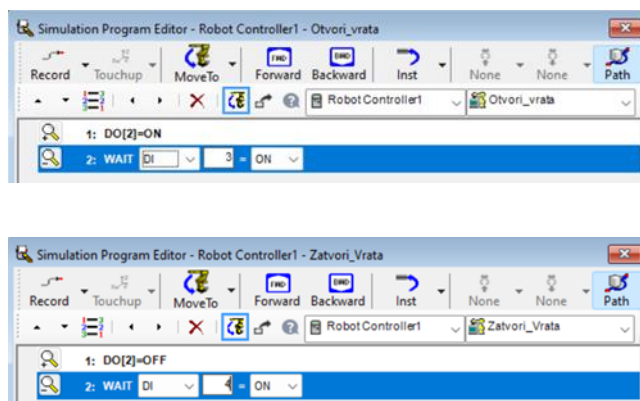 Simulation Program Editor - Robot Controller1 - Otvori_vrata
Record Touchup MoveTo Forward Backward Inst None None Path
Robot Controller1 Otvori_vrata
1: DO[2]=ON
2: WAIT DI 3 = ON
Simulation Program Editor - Robot Controller1 - Zatvori_Vrata
Record Touchup MoveTo Forward Backward Inst None None Path
Robot Controller1 Zatvori_Vrata
1: DO[2]=OFF
2: WAIT DI 4 = ON